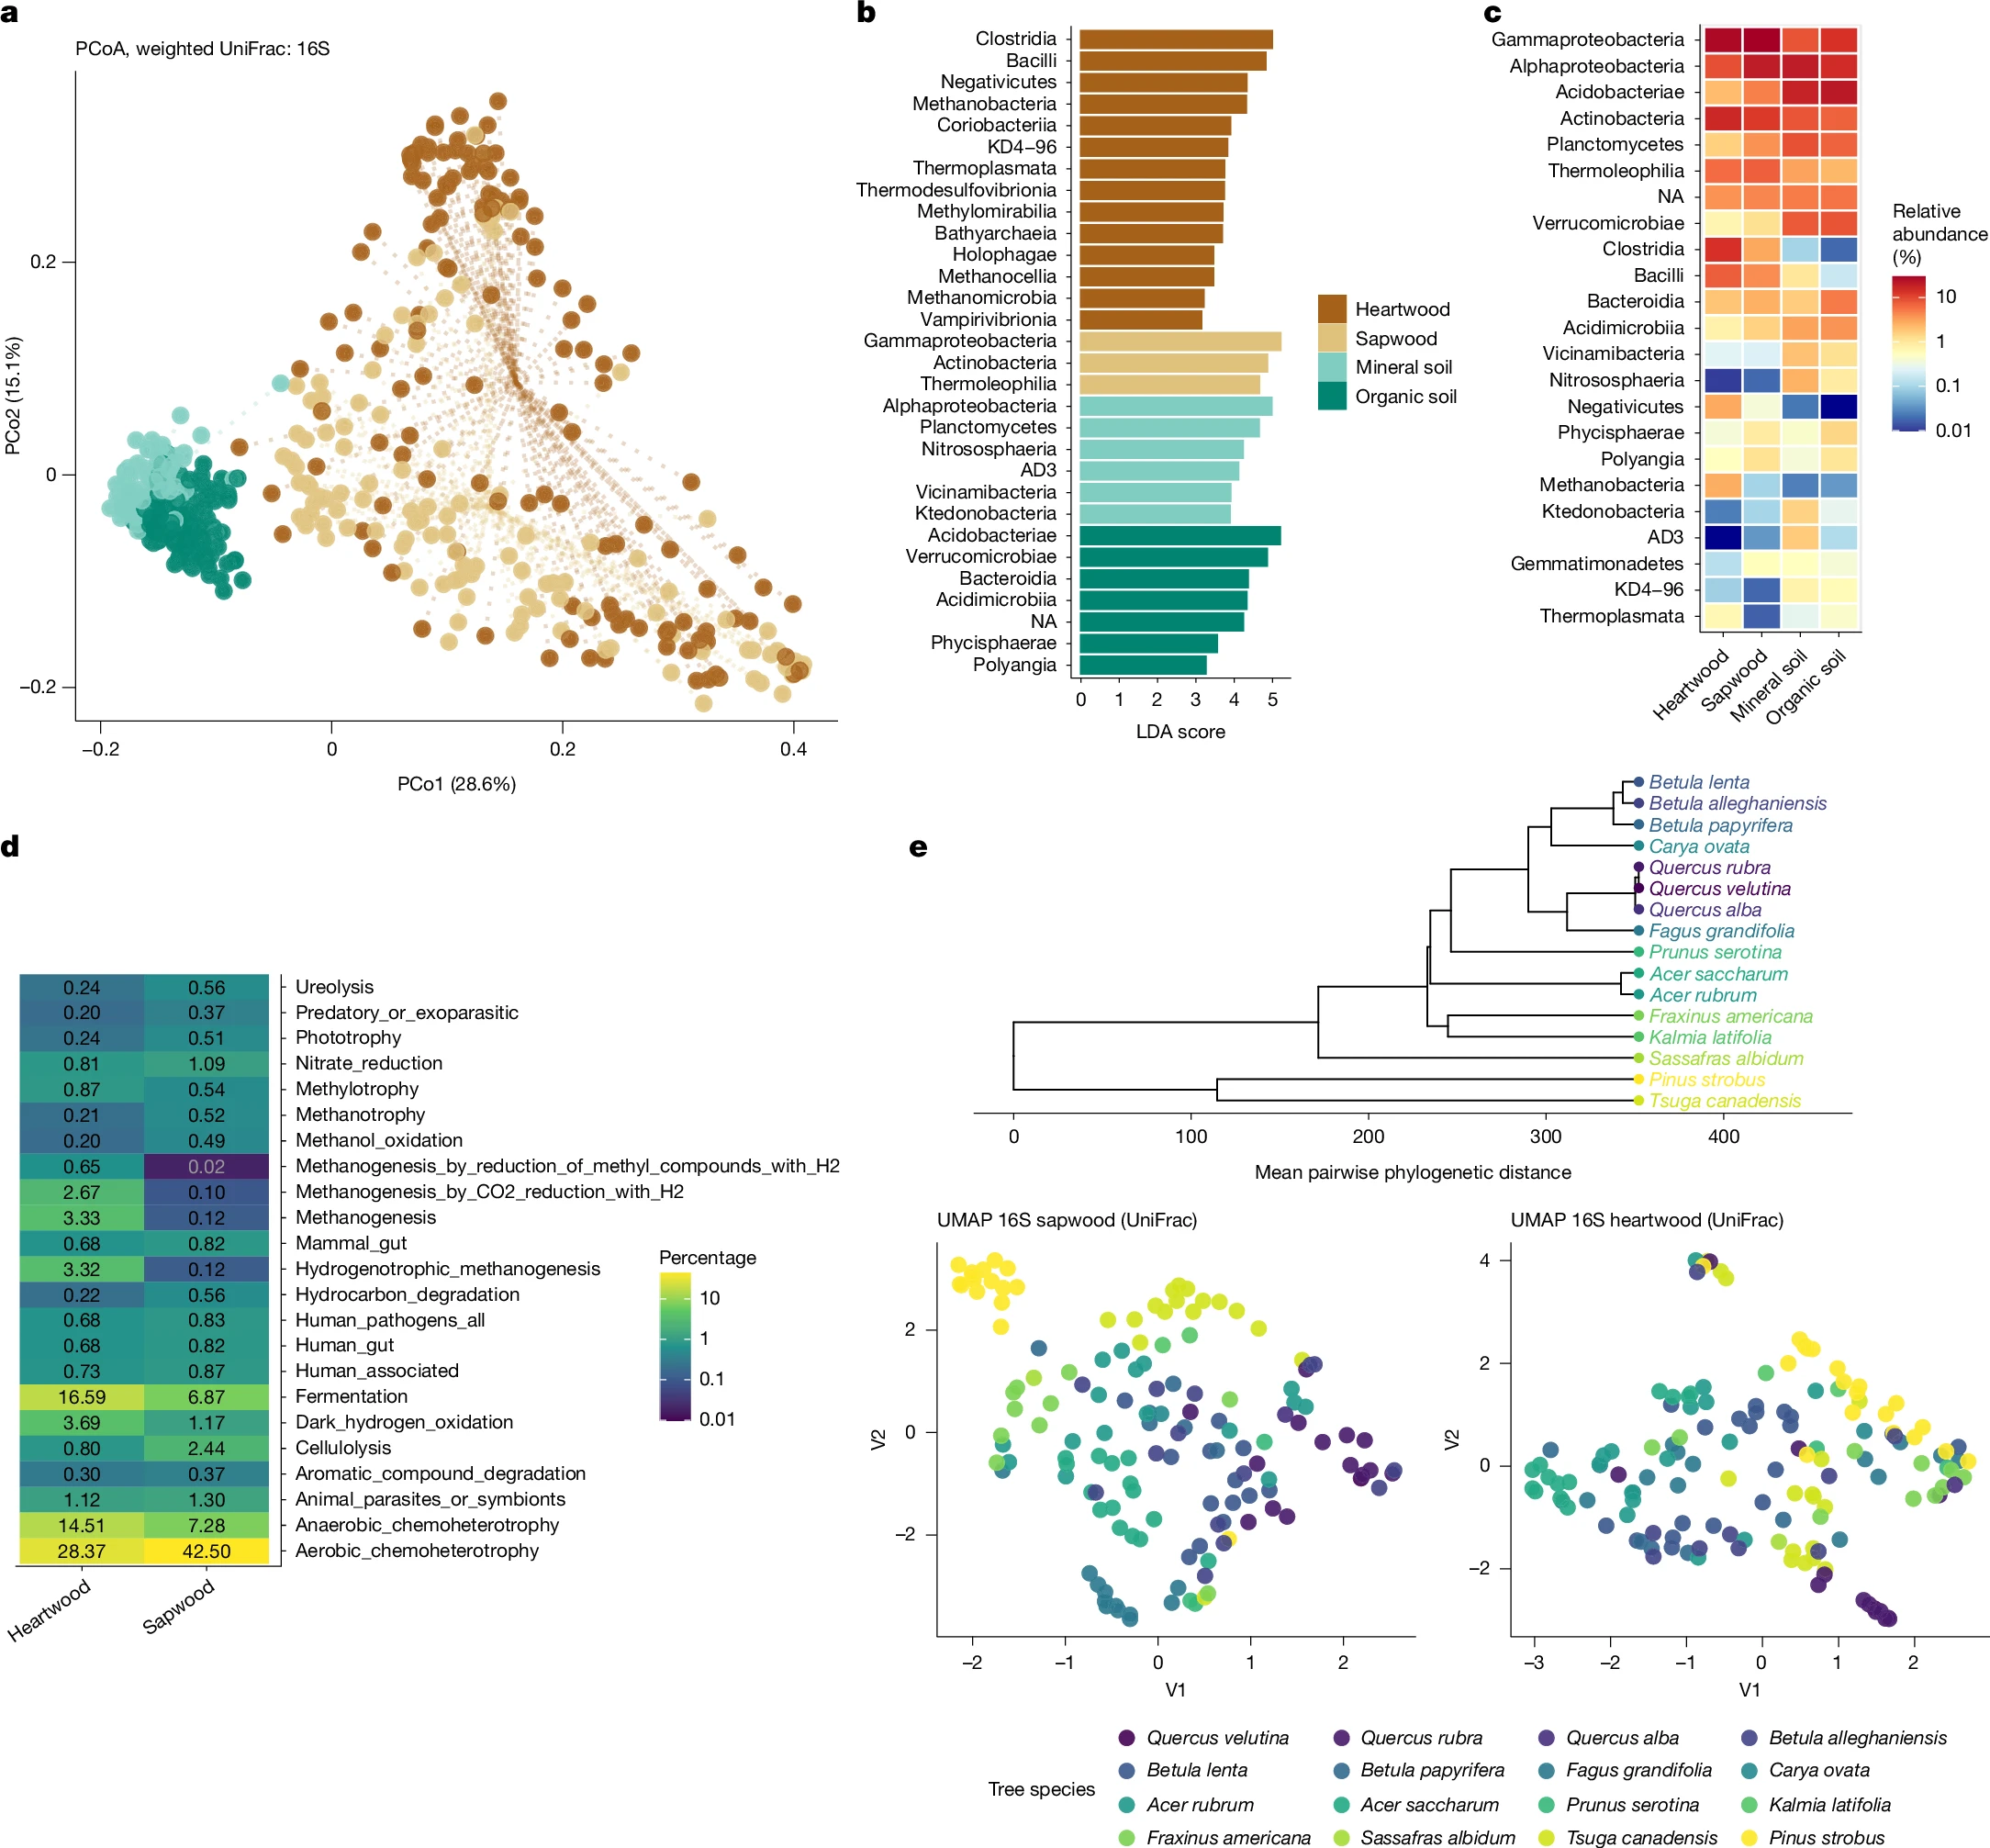 a
PCoA, weighted UniFrac: 16S
PCo2 (15.1%)
0.2
0
−0.2
−0.2
0
0.2
0.4
PCo1 (28.6%)
b
Clostridia
Bacilli
Negativicutes
Methanobacteria
Coriobacteriia
KD4–96
Thermoplasmata
Thermodesulfovibrionia
Methylomirabilia
Bathyarchaeia
Holophagae
Methanocellia
Methanomicrobia
Vampirivibrionia
Gammaproteobacteria
Actinobacteria
Thermoleophilia
Alphaproteobacteria
Planctomycetes
Nitrososphaeria
AD3
Vicinamibacteria
Ktedonobacteria
Acidobacteriae
Verrucomicrobiae
Bacteroidia
Acidimicrobiia
NA
Phycisphaerae
Polyangia
0 1 2 3 4 5
LDA score
Heartwood
Sapwood
Mineral soil
Organic soil
c
Gammaproteobacteria
Alphaproteobacteria
Acidobacteriae
Actinobacteria
Planctomycetes
Thermoleophilia
NA
Verrucomicrobiae
Clostridia
Bacilli
Bacteroidia
Acidimicrobiia
Vicinamibacteria
Nitrososphaeria
Negativicutes
Phycisphaerae
Polyangia
Methanobacteria
Ktedonobacteria
AD3
Gemmatimonadetes
KD4–96
Thermoplasmata
Heartwood
Sapwood
Mineral soil
Organic soil
Relative
abundance
(%)
10
1
0.1
0.01
d
0.24 0.56 Ureolysis
0.20 0.37 Predatory_or_exoparasitic
0.24 0.51 Phototrophy
0.81 1.09 Nitrate_reduction
0.87 0.54 Methylotrophy
0.21 0.52 Methanotrophy
0.20 0.49 Methanol_oxidation
0.65 0.02 Methanogenesis_by_reduction_of_methyl_compounds_with_H2
2.67 0.10 Methanogenesis_by_CO2_reduction_with_H2
3.33 0.12 Methanogenesis
0.68 0.82 Mammal_gut
3.32 0.12 Hydrogenotrophic_methanogenesis
0.22 0.56 Hydrocarbon_degradation
0.68 0.83 Human_pathogens_all
0.68 0.82 Human_gut
0.73 0.87 Human_associated
16.59 6.87 Fermentation
3.69 1.17 Dark_hydrogen_oxidation
0.80 2.44 Cellulolysis
0.30 0.37 Aromatic_compound_degradation
1.12 1.30 Animal_parasites_or_symbionts
14.51 7.28 Anaerobic_chemoheterotrophy
28.37 42.50 Aerobic_chemoheterotrophy
Heartwood
Sapwood
Percentage
10
1
0.1
0.01
e
Betula lenta
Betula alleghaniensis
Betula papyrifera
Carya ovata
Quercus rubra
Quercus velutina
Quercus alba
Fagus grandifolia
Prunus serotina
Acer saccharum
Acer rubrum
Fraxinus americana
Kalmia latifolia
Sassafras albidum
Pinus strobus
Tsuga canadensis
0 100 200 300 400
Mean pairwise phylogenetic distance
UMAP 16S sapwood (UniFrac)
V2
2
0
−2
−2 −1 0 1 2
V1
UMAP 16S heartwood (UniFrac)
V2
4
2
0
−2
−3 −2 −1 0 1 2
V1
Tree species
Quercus velutina Quercus rubra Quercus alba Betula alleghaniensis
Betula lenta Betula papyrifera Fagus grandifolia Carya ovata
Acer rubrum Acer saccharum Prunus serotina Kalmia latifolia
Fraxinus americana Sassafras albidum Tsuga canadensis Pinus strobus